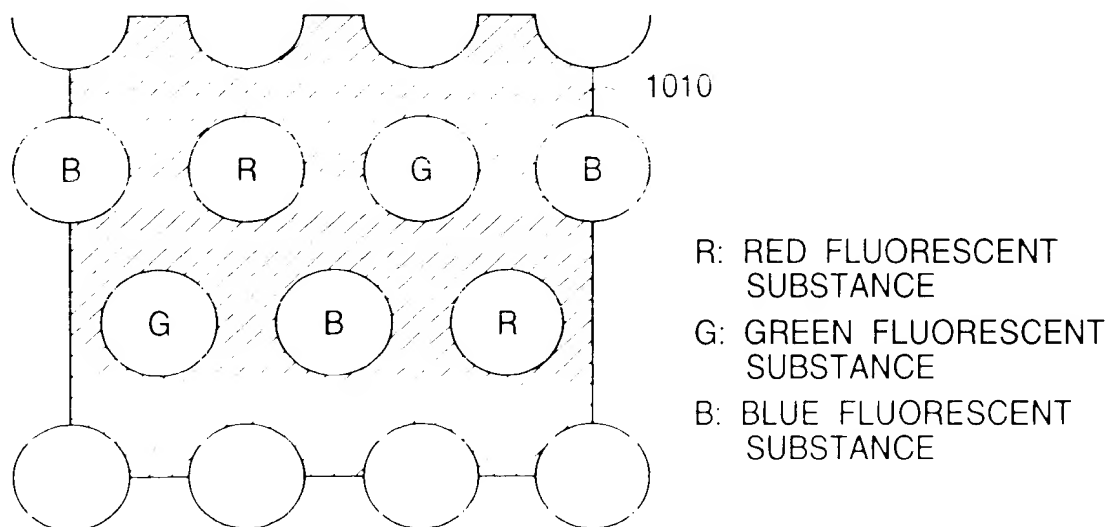 1010
B R G B
G B R
R: RED FLUORESCENT
SUBSTANCE
G: GREEN FLUORESCENT
SUBSTANCE
B: BLUE FLUORESCENT
SUBSTANCE